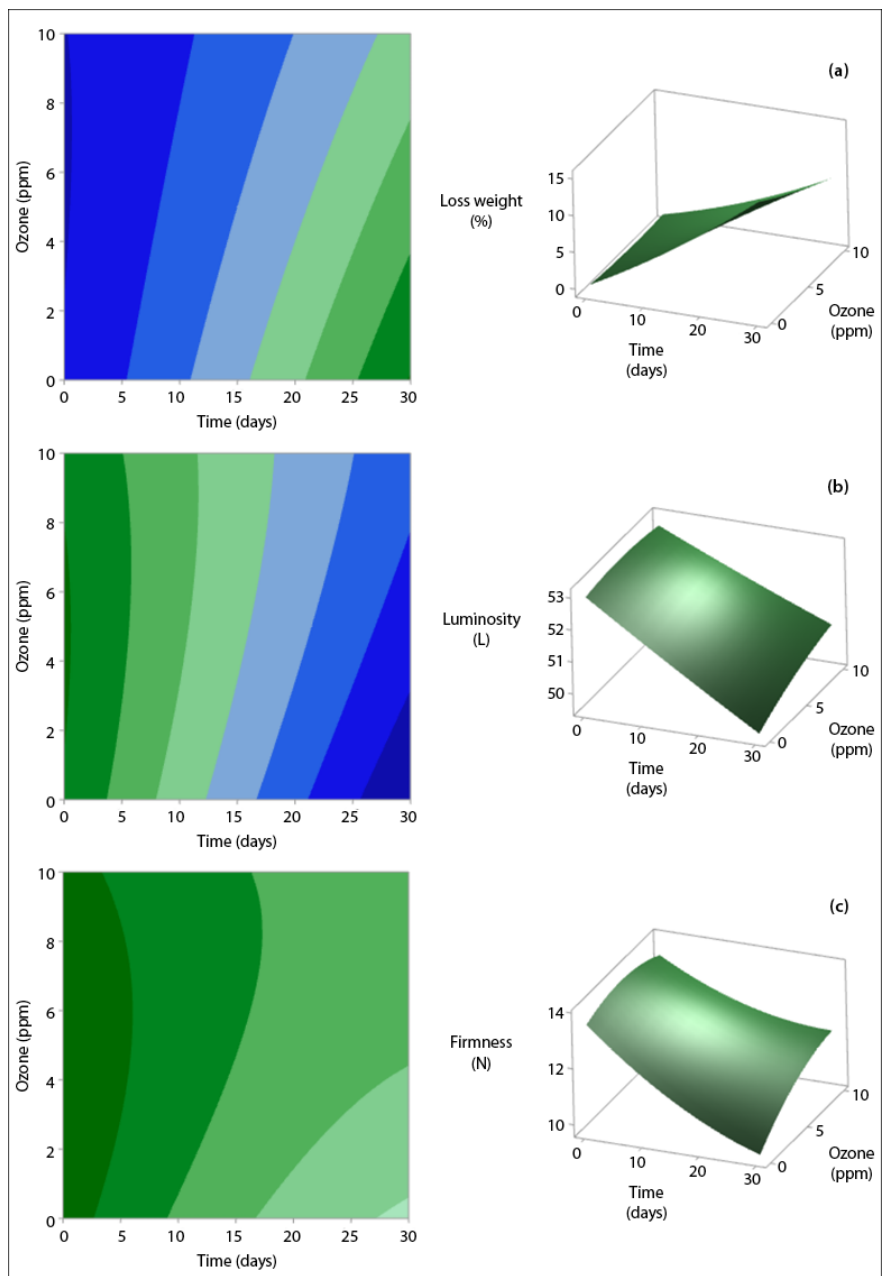 10
8
6
4
2
0
Ozone (ppm)
0 5 10 15 20 25 30
Time (days)
(a)
Loss weight
(%)
15
10
5
0
0 10 20 30
Time
(days)
0 5 10
Ozone
(ppm)
10
8
6
4
2
0
Ozone (ppm)
0 5 10 15 20 25 30
Time (days)
(b)
Luminosity
(L)
53
52
51
50
0 10 20 30
Time
(days)
0 5 10
Ozone
(ppm)
10
8
6
4
2
0
Ozone (ppm)
0 5 10 15 20 25 30
Time (days)
(c)
Firmness
(N)
14
12
10
0 10 20 30
Time
(days)
0 5 10
Ozone
(ppm)